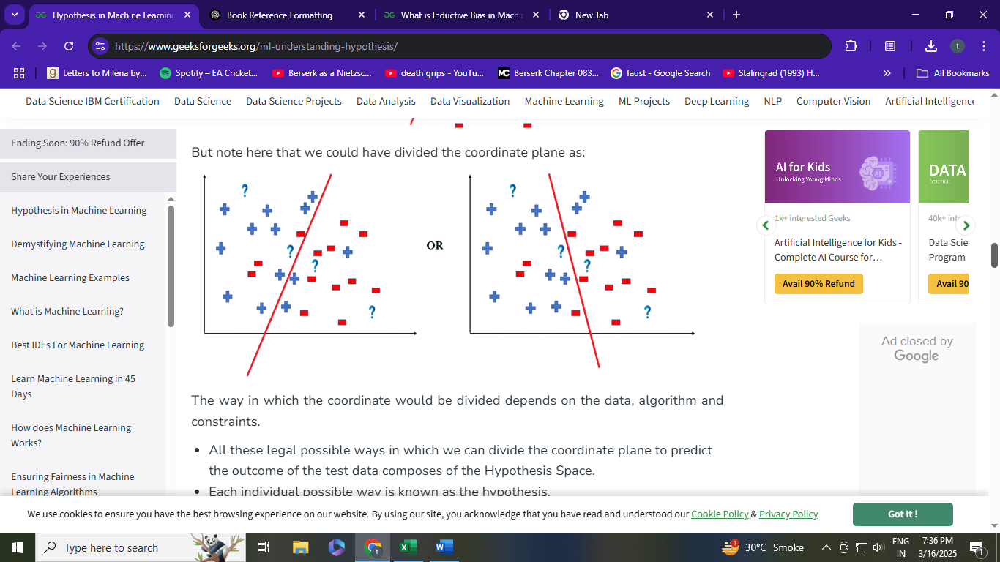 Hypothesis in Machine Learning
Book Reference Formatting
What is Inductive Bias in Machi
New Tab
https://www.geeksforgeeks.org/ml-understanding-hypothesis/
t
Letters to Milena by...
Spotify – EA Cricket...
Berserk as a Nietzsc...
death grips - YouTu...
Berserk Chapter 083...
faust - Google Search
Stalingrad (1993) H...
»
All Bookmarks
Data Science IBM Certification
Data Science
Data Science Projects
Data Analysis
Data Visualization
Machine Learning
ML Projects
Deep Learning
NLP
Computer Vision
Artificial Intelligence
Ending Soon: 90% Refund Offer
Share Your Experiences
Hypothesis in Machine Learning
Demystifying Machine Learning
Machine Learning Examples
What is Machine Learning?
Best IDEs For Machine Learning
Learn Machine Learning in 45
Days
How does Machine Learning
Works?
Ensuring Fairness in Machine
Learning Algorithms
But note here that we could have divided the coordinate plane as:
?
?
?
?
OR
?
?
?
?
The way in which the coordinate would be divided depends on the data, algorithm and
constraints.
• All these legal possible ways in which we can divide the coordinate plane to predict
the outcome of the test data composes of the Hypothesis Space.
• Each individual possible way is known as the hypothesis.
AI for Kids
Unlocking Young Minds
AI
1k+ interested Geeks
Artificial Intelligence for Kids -
Complete AI Course for...
Avail 90% Refund
DATA
Science
40k+ inte
Data Scie
Program
Avail 90
Ad closed by
Google
We use cookies to ensure you have the best browsing experience on our website. By using our site, you acknowledge that you have read and understood our Cookie Policy & Privacy Policy
Got It !
Type here to search
1
30°C Smoke
ENG
IN
7:36 PM
3/16/2025
1